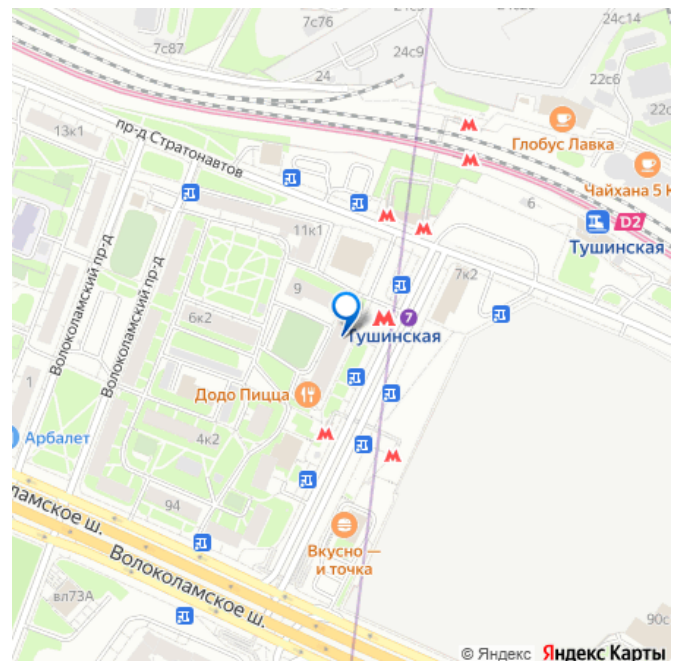 24с9
24с14
7с76
7с87
24
24с9
22с6
Глобус Лавка
13к1
пр-д Стратонавтов
Чайхана 5 К
6
D2
Тушинская
11к1
7к2
9
6к2
7
Тушинская
Волоколамский пр-д
Волоколамский пр-д
1
Додо Пицца
Арбалет
4к2
94
Волоколамское ш.
Вкусно —
и точка
вл73А
90с
© Яндекс Яндекс Карты